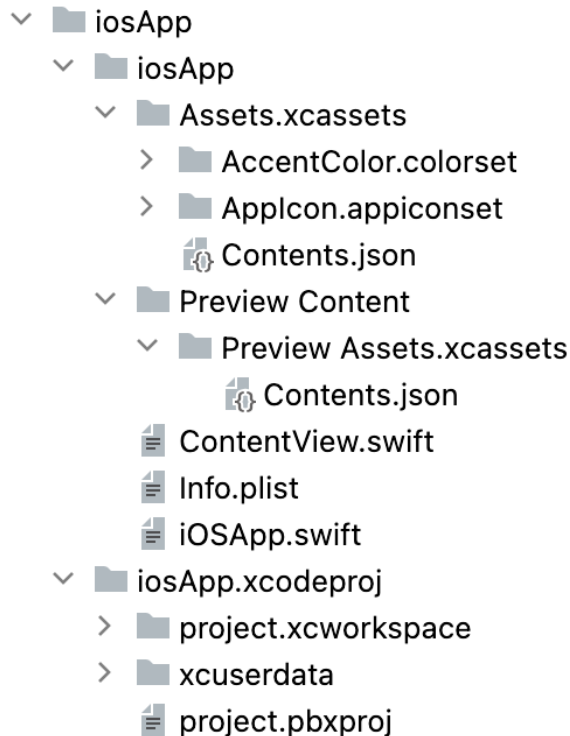 iosApp
iosApp
Assets.xcassets
AccentColor.colorset
AppIcon.appiconset
Contents.json
Preview Content
Preview Assets.xcassets
Contents.json
ContentView.swift
Info.plist
iOSApp.swift
iosApp.xcodeproj
project.xcworkspace
xcuserdata
project.pbxproj